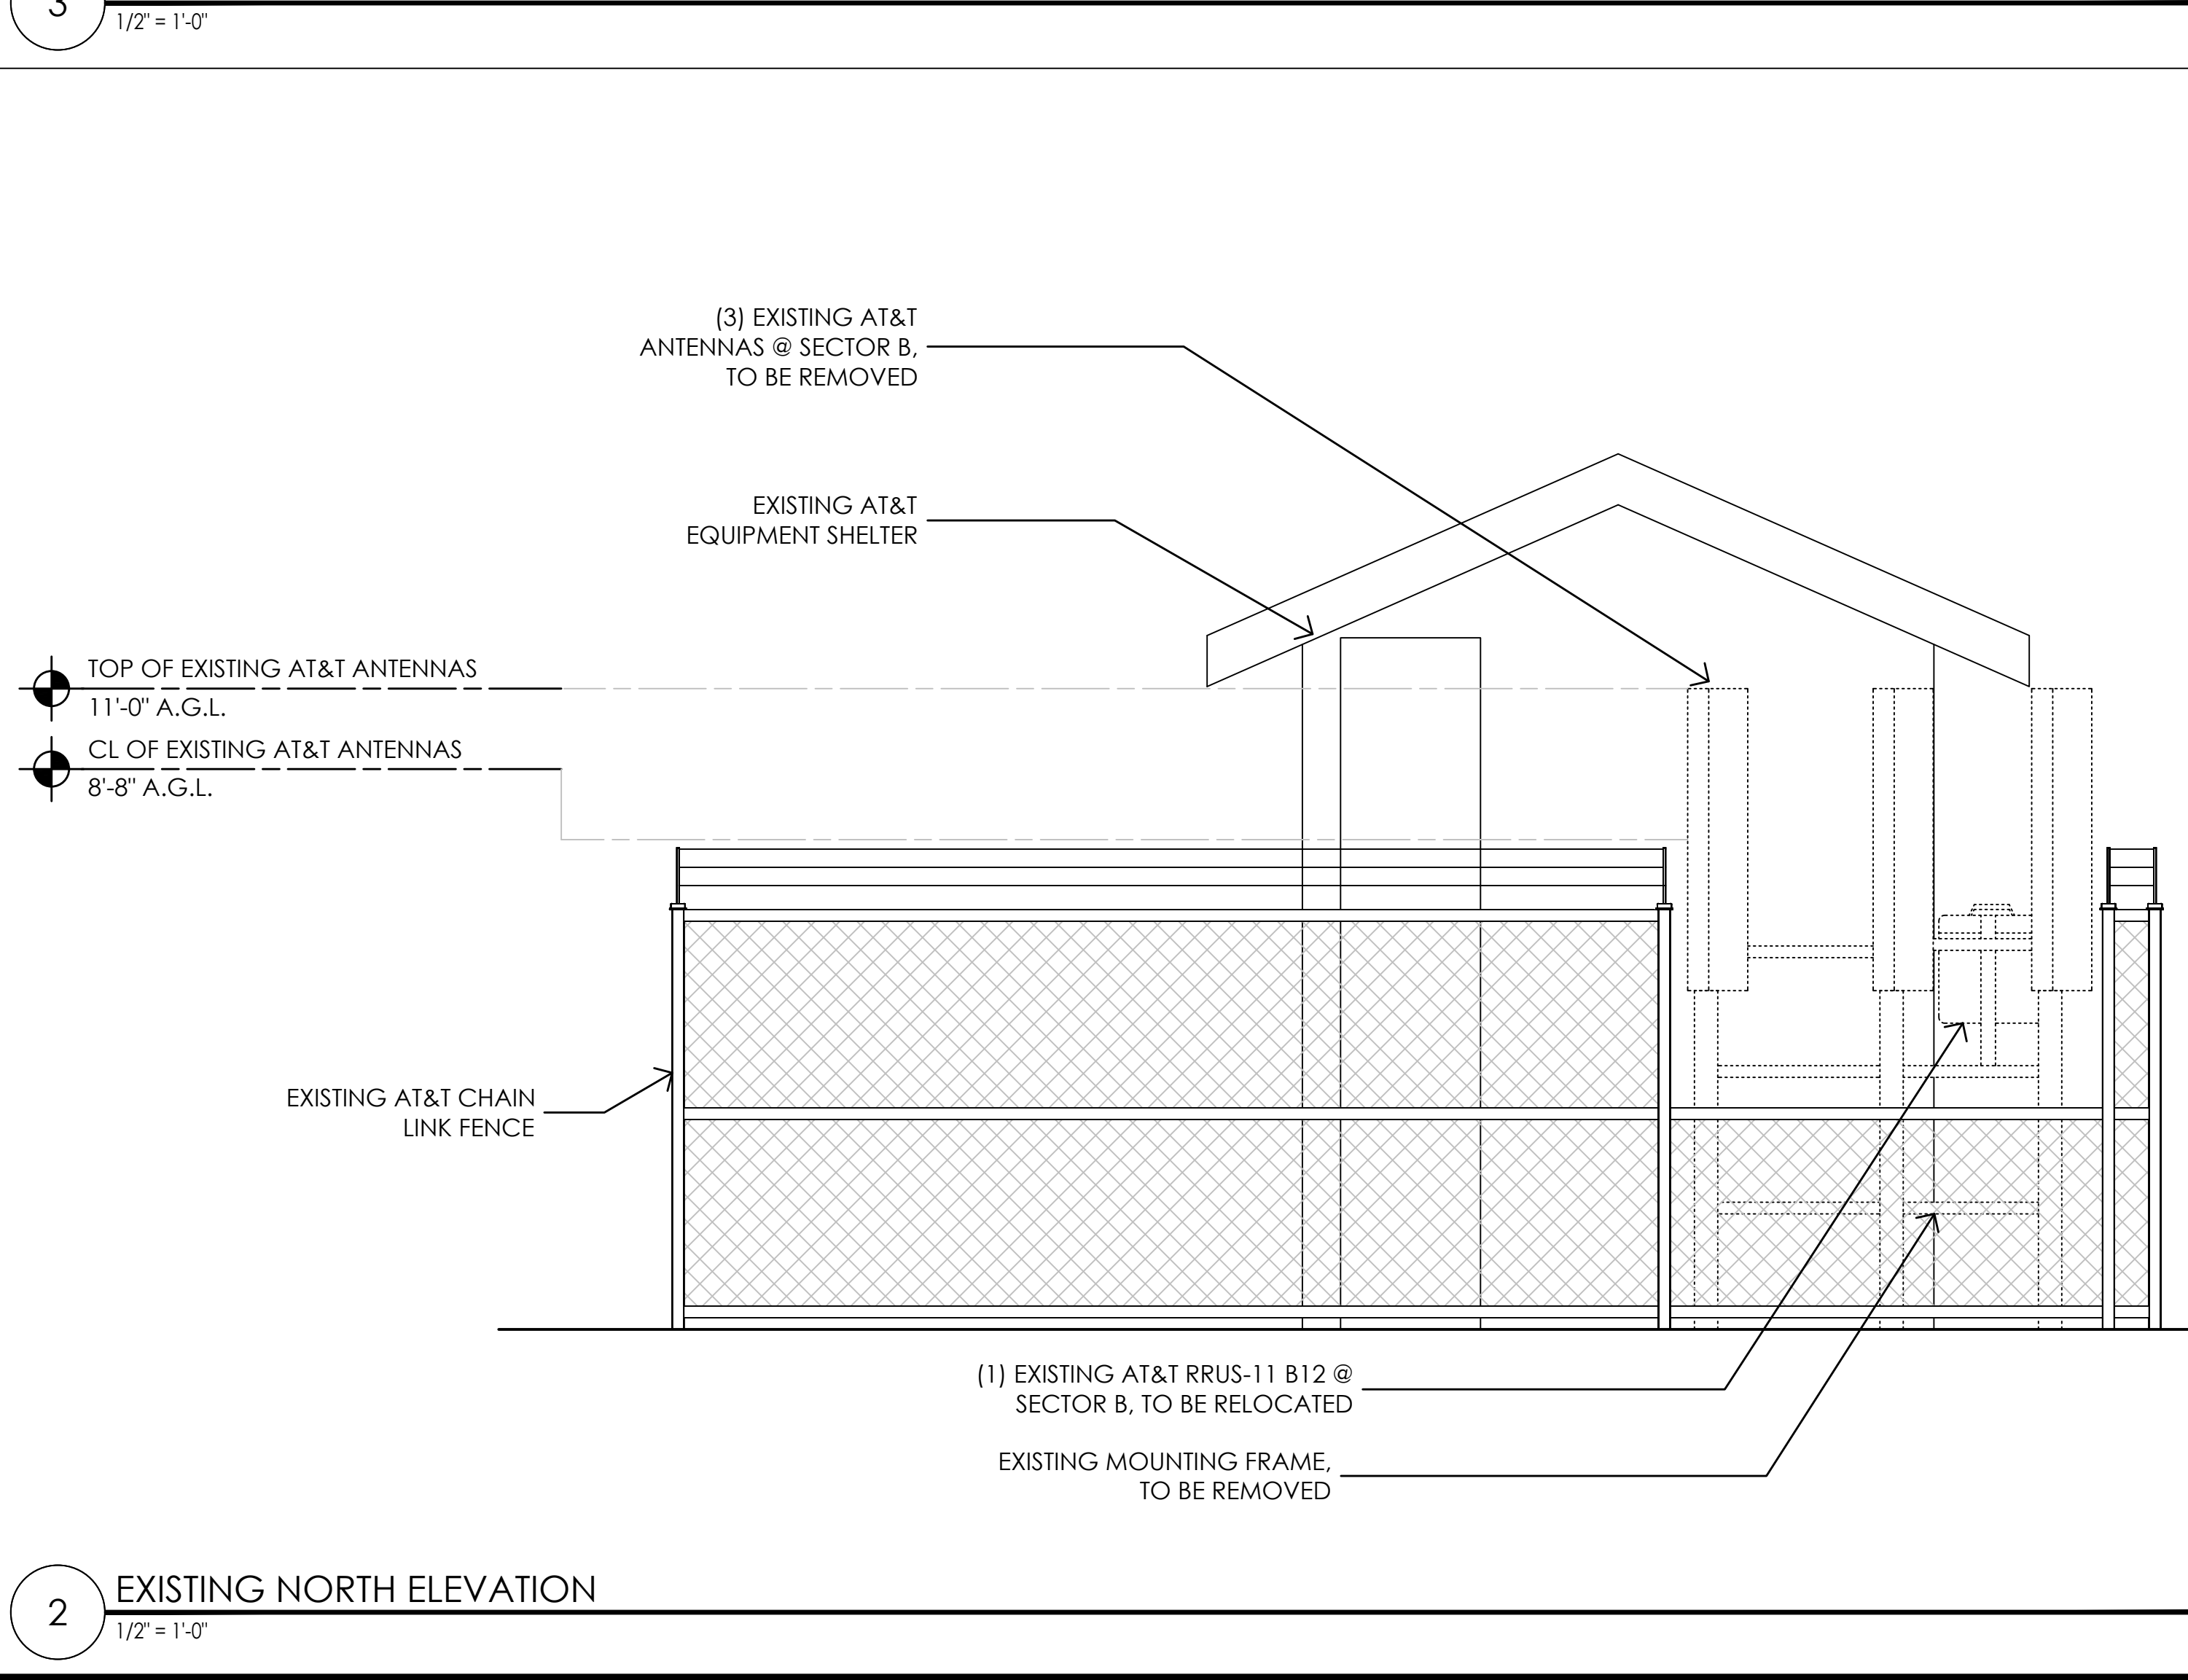 3
1/2" = 1'-0"
(3) EXISTING AT&T
ANTENNAS @ SECTOR B,
TO BE REMOVED
EXISTING AT&T
EQUIPMENT SHELTER
TOP OF EXISTING AT&T ANTENNAS
11'-0" A.G.L.
CL OF EXISTING AT&T ANTENNAS
8'-8" A.G.L.
EXISTING AT&T CHAIN
LINK FENCE
(1) EXISTING AT&T RRUS-11 B12 @
SECTOR B, TO BE RELOCATED
EXISTING MOUNTING FRAME,
TO BE REMOVED
2
EXISTING NORTH ELEVATION
1/2" = 1'-0"